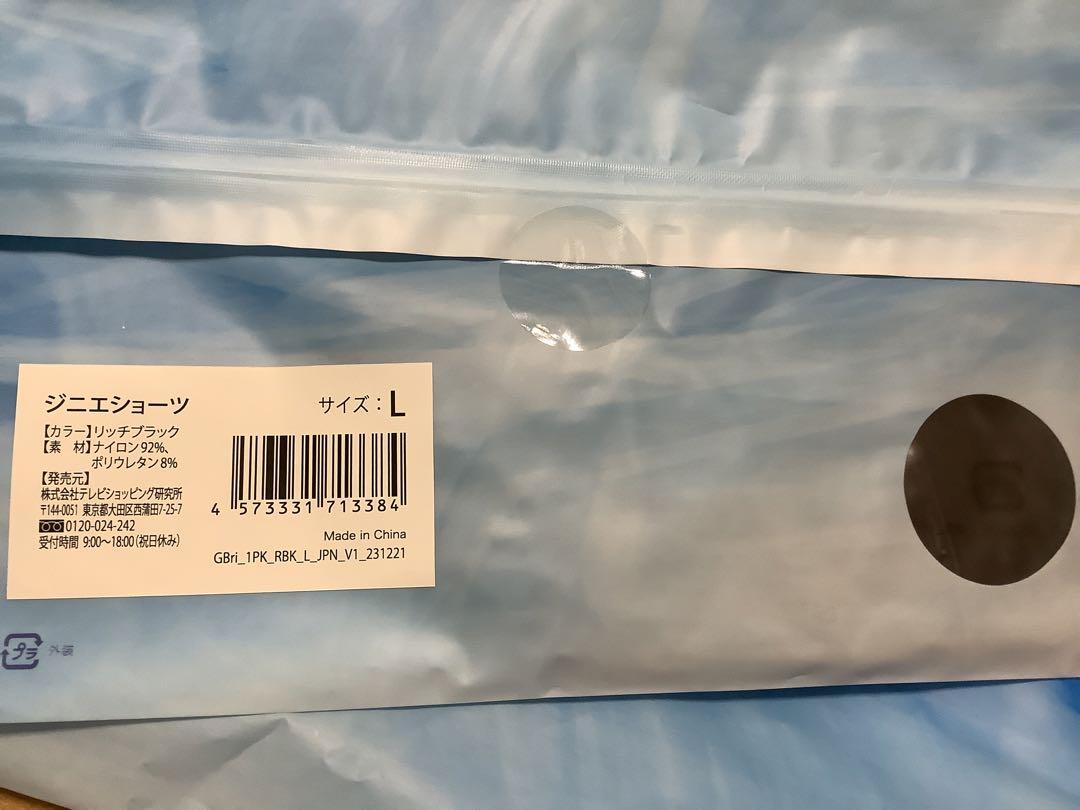 ジニエショーツ
サイズ：L
【カラー】リッチブラック
【素　材】ナイロン92%、
ポリウレタン8%
【発売元】
株式会社テレビショッピング研究所
〒144-0051 東京都大田区西蒲田7-25-7
0120-024-242
受付時間 9:00〜18:00（祝日休み）
4 573331 713384
Made in China
GBri_1PK_RBK_L_JPN_V1_231221
プラ 外装